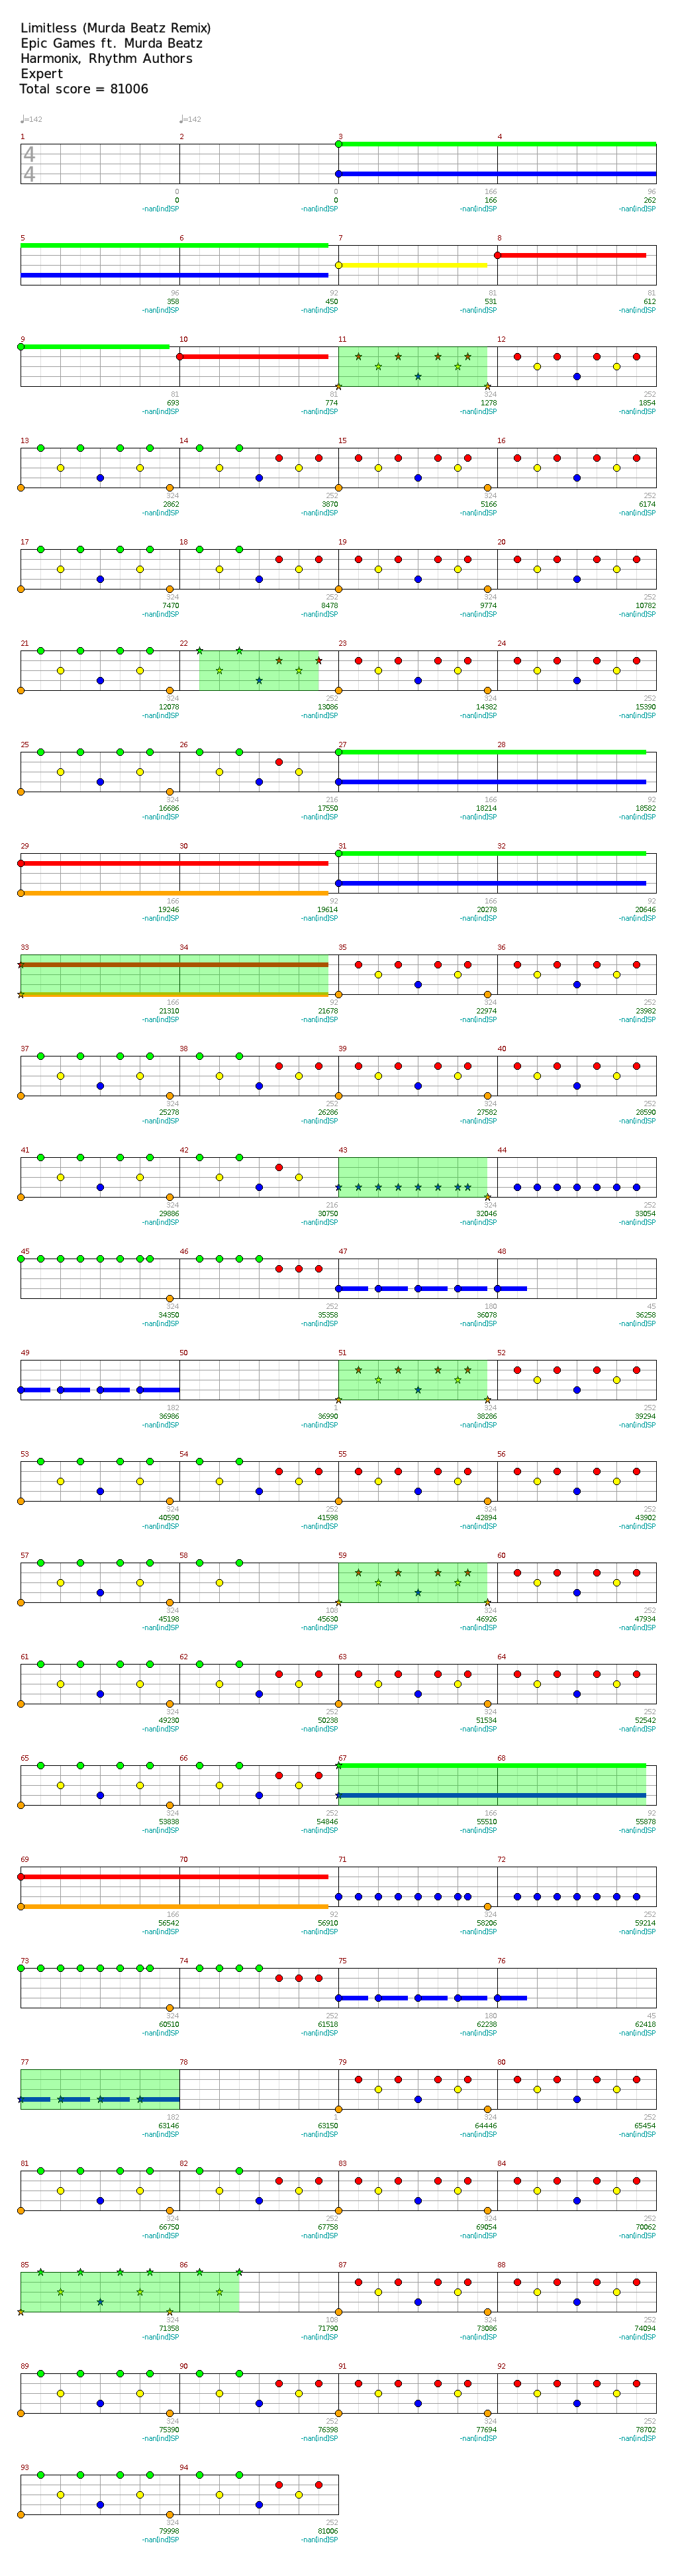 Limitless (Murda Beatz Remix)
Epic Games ft. Murda Beatz
Harmonix, Rhythm Authors
Expert
Total score = 81006
♩=142 ♩=142
1 2 3 4
4
4
0 0 166 96
0 0 166 262
-nan[ind]SP -nan[ind]SP -nan[ind]SP -nan[ind]SP
5 6 7 8
96 92 81 81
358 450 531 612
-nan[ind]SP -nan[ind]SP -nan[ind]SP -nan[ind]SP
9 10 11 12
81 81 324 252
693 774 1278 1854
-nan[ind]SP -nan[ind]SP -nan[ind]SP -nan[ind]SP
13 14 15 16
324 252 324 252
2862 3870 5166 6174
-nan[ind]SP -nan[ind]SP -nan[ind]SP -nan[ind]SP
17 18 19 20
324 252 324 252
7470 8478 9774 10782
-nan[ind]SP -nan[ind]SP -nan[ind]SP -nan[ind]SP
21 22 23 24
324 252 324 252
12078 13086 14382 15390
-nan[ind]SP -nan[ind]SP -nan[ind]SP -nan[ind]SP
25 26 27 28
324 216 166 92
16686 17550 18214 18582
-nan[ind]SP -nan[ind]SP -nan[ind]SP -nan[ind]SP
29 30 31 32
166 92 166 92
19246 19614 20278 20646
-nan[ind]SP -nan[ind]SP -nan[ind]SP -nan[ind]SP
33 34 35 36
166 92 324 252
21310 21678 22974 23982
-nan[ind]SP -nan[ind]SP -nan[ind]SP -nan[ind]SP
37 38 39 40
324 252 324 252
25278 26286 27582 28590
-nan[ind]SP -nan[ind]SP -nan[ind]SP -nan[ind]SP
41 42 43 44
324 216 324 252
29886 30750 32046 33054
-nan[ind]SP -nan[ind]SP -nan[ind]SP -nan[ind]SP
45 46 47 48
324 252 180 45
34350 35358 36078 36258
-nan[ind]SP -nan[ind]SP -nan[ind]SP -nan[ind]SP
49 50 51 52
182 1 324 252
36986 36990 38286 39294
-nan[ind]SP -nan[ind]SP -nan[ind]SP -nan[ind]SP
53 54 55 56
324 252 324 252
40590 41598 42894 43902
-nan[ind]SP -nan[ind]SP -nan[ind]SP -nan[ind]SP
57 58 59 60
324 108 324 252
45198 45630 46926 47934
-nan[ind]SP -nan[ind]SP -nan[ind]SP -nan[ind]SP
61 62 63 64
324 252 324 252
49230 50238 51534 52542
-nan[ind]SP -nan[ind]SP -nan[ind]SP -nan[ind]SP
65 66 67 68
324 252 166 92
53838 54846 55510 55878
-nan[ind]SP -nan[ind]SP -nan[ind]SP -nan[ind]SP
69 70 71 72
166 92 324 252
56542 56910 58206 59214
-nan[ind]SP -nan[ind]SP -nan[ind]SP -nan[ind]SP
73 74 75 76
324 252 180 45
60510 61518 62238 62418
-nan[ind]SP -nan[ind]SP -nan[ind]SP -nan[ind]SP
77 78 79 80
182 1 324 252
63146 63150 64446 65454
-nan[ind]SP -nan[ind]SP -nan[ind]SP -nan[ind]SP
81 82 83 84
324 252 324 252
66750 67758 69054 70062
-nan[ind]SP -nan[ind]SP -nan[ind]SP -nan[ind]SP
85 86 87 88
324 108 324 252
71358 71790 73086 74094
-nan[ind]SP -nan[ind]SP -nan[ind]SP -nan[ind]SP
89 90 91 92
324 252 324 252
75390 76398 77694 78702
-nan[ind]SP -nan[ind]SP -nan[ind]SP -nan[ind]SP
93 94
324 252
79998 81006
-nan[ind]SP -nan[ind]SP